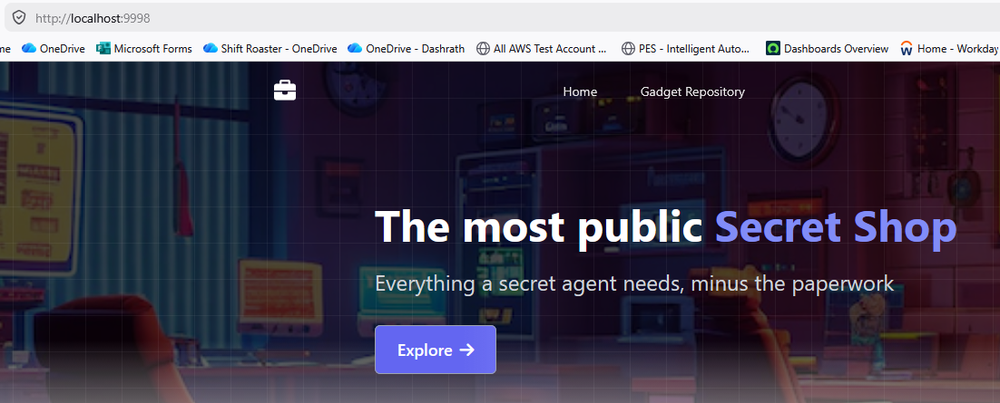 http://localhost:9998
me OneDrive Microsoft Forms Shift Roaster - OneDrive OneDrive - Dashrath All AWS Test Account ... PES - Intelligent Auto... Dashboards Overview Home - Workday
Home Gadget Repository
The most public Secret Shop
Everything a secret agent needs, minus the paperwork
Explore →